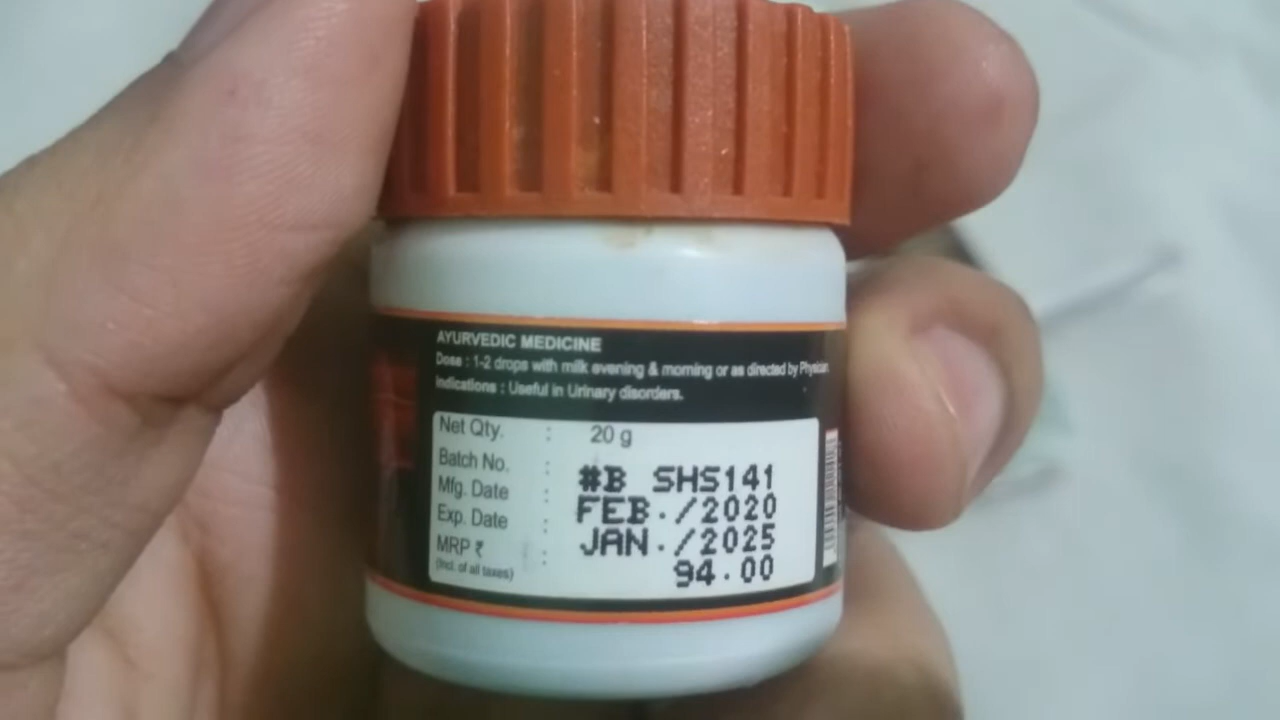 AYURVEDIC MEDICINE
Dose : 1-2 drops with milk evening & morning or as directed by Physician.
Indications : Useful in Urinary disorders.
Net Qty. : 20 g
Batch No. : #B SHS141
Mfg. Date : FEB./2020
Exp. Date : JAN./2025
MRP ₹ : 94.00
(Incl. of all taxes)